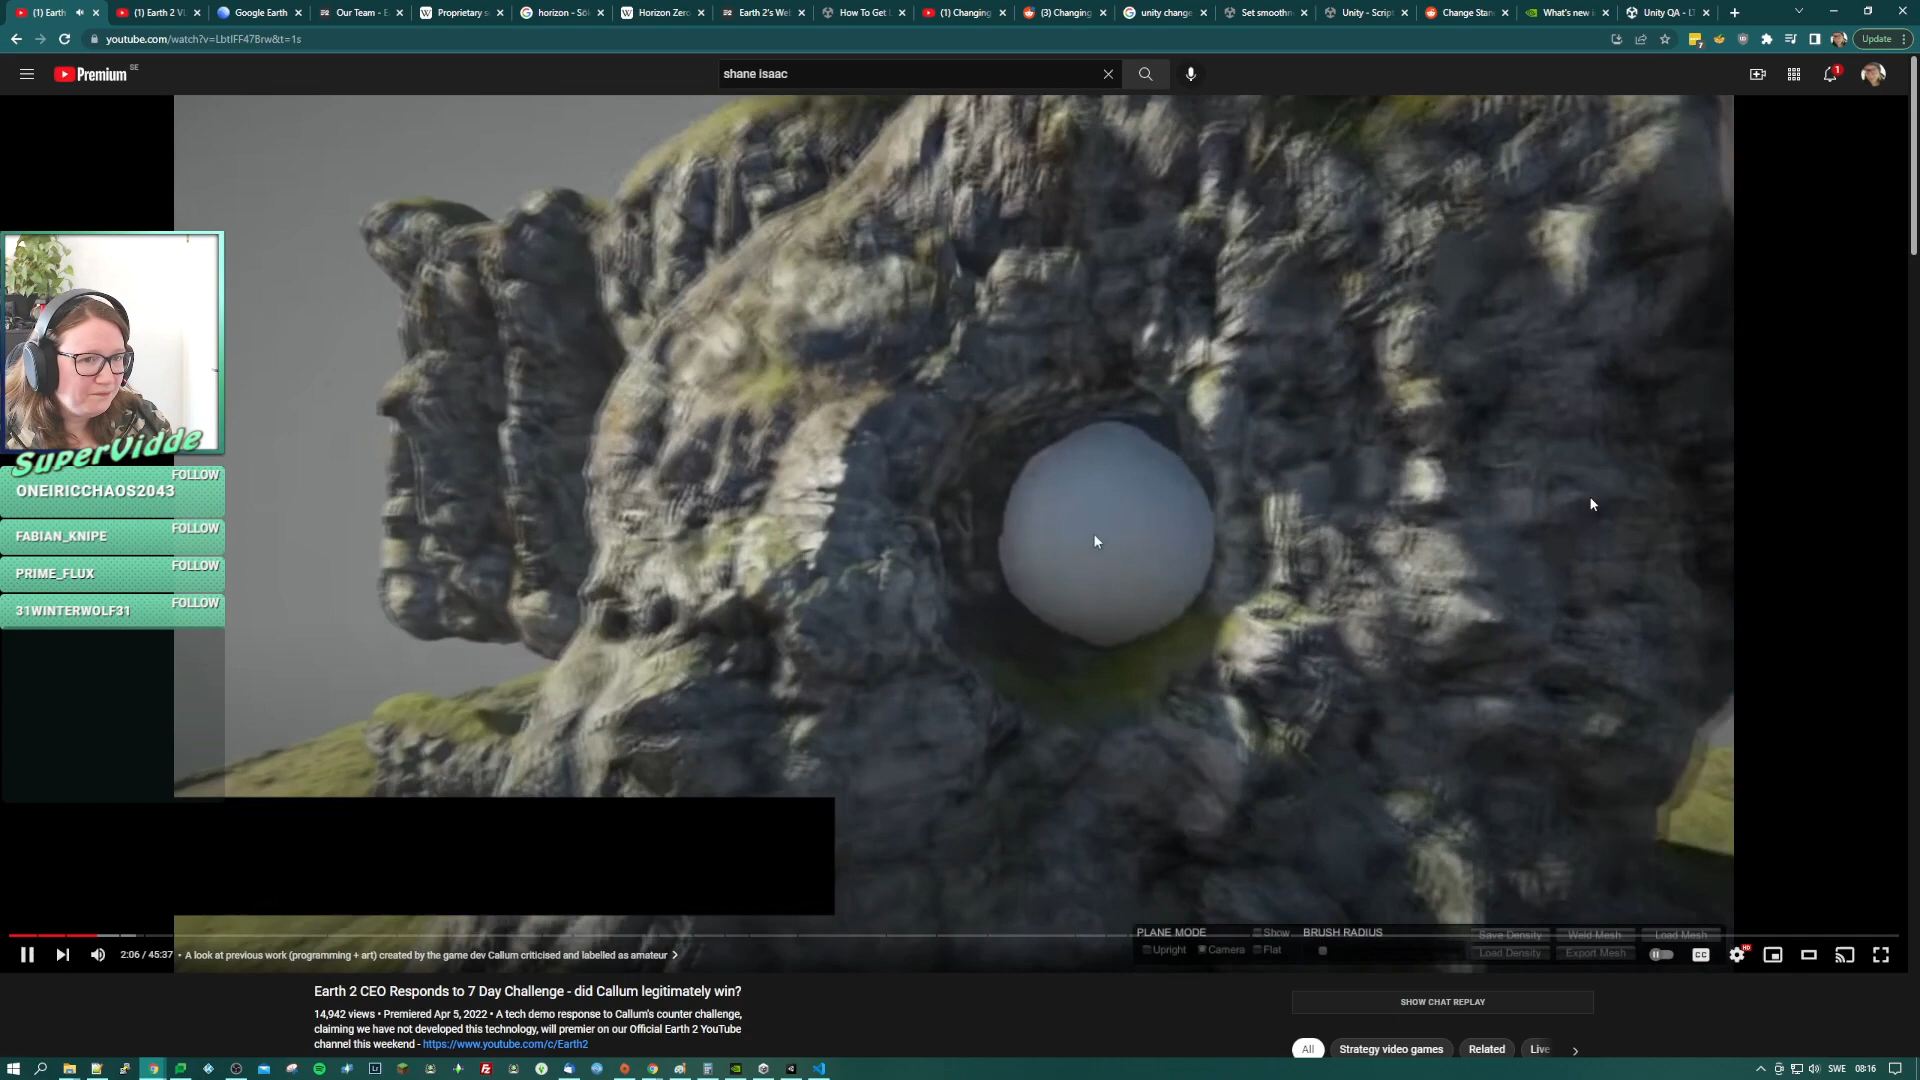 (1) Earth
(1) Earth 2 VL
Google Earth
Our Team - E
Proprietary s
horizon - Sök
Horizon Zero
Earth 2's Web
How To Get L
(1) Changing
(3) Changing
unity change
Set smoothn
Unity - Script
Change Stan
What's new i
Unity QA - LT
youtube.com/watch?v=LbtIFF47Brw&t=1s
Update
Premium SE
shane isaac
1
SuperVidde
FOLLOW
ONEIRICCHAOS2043
FOLLOW
FABIAN_KNIPE
FOLLOW
PRIME_FLUX
FOLLOW
31WINTERWOLF31
PLANE MODE
Show
BRUSH RADIUS
Save Density
Weld Mesh
Load Mesh
Upright
Camera
Flat
Load Density
Export Mesh
2:06 / 45:37 • A look at previous work (programming + art) created by the game dev Callum criticised and labelled as amateur
CC
HD
Earth 2 CEO Responds to 7 Day Challenge - did Callum legitimately win?
14,942 views • Premiered Apr 5, 2022 • A tech demo response to Callum's counter challenge,
claiming we have not developed this technology, will premier on our Official Earth 2 YouTube
channel this weekend - https://www.youtube.com/c/Earth2
SHOW CHAT REPLAY
All
Strategy video games
Related
Live
SWE
08:16